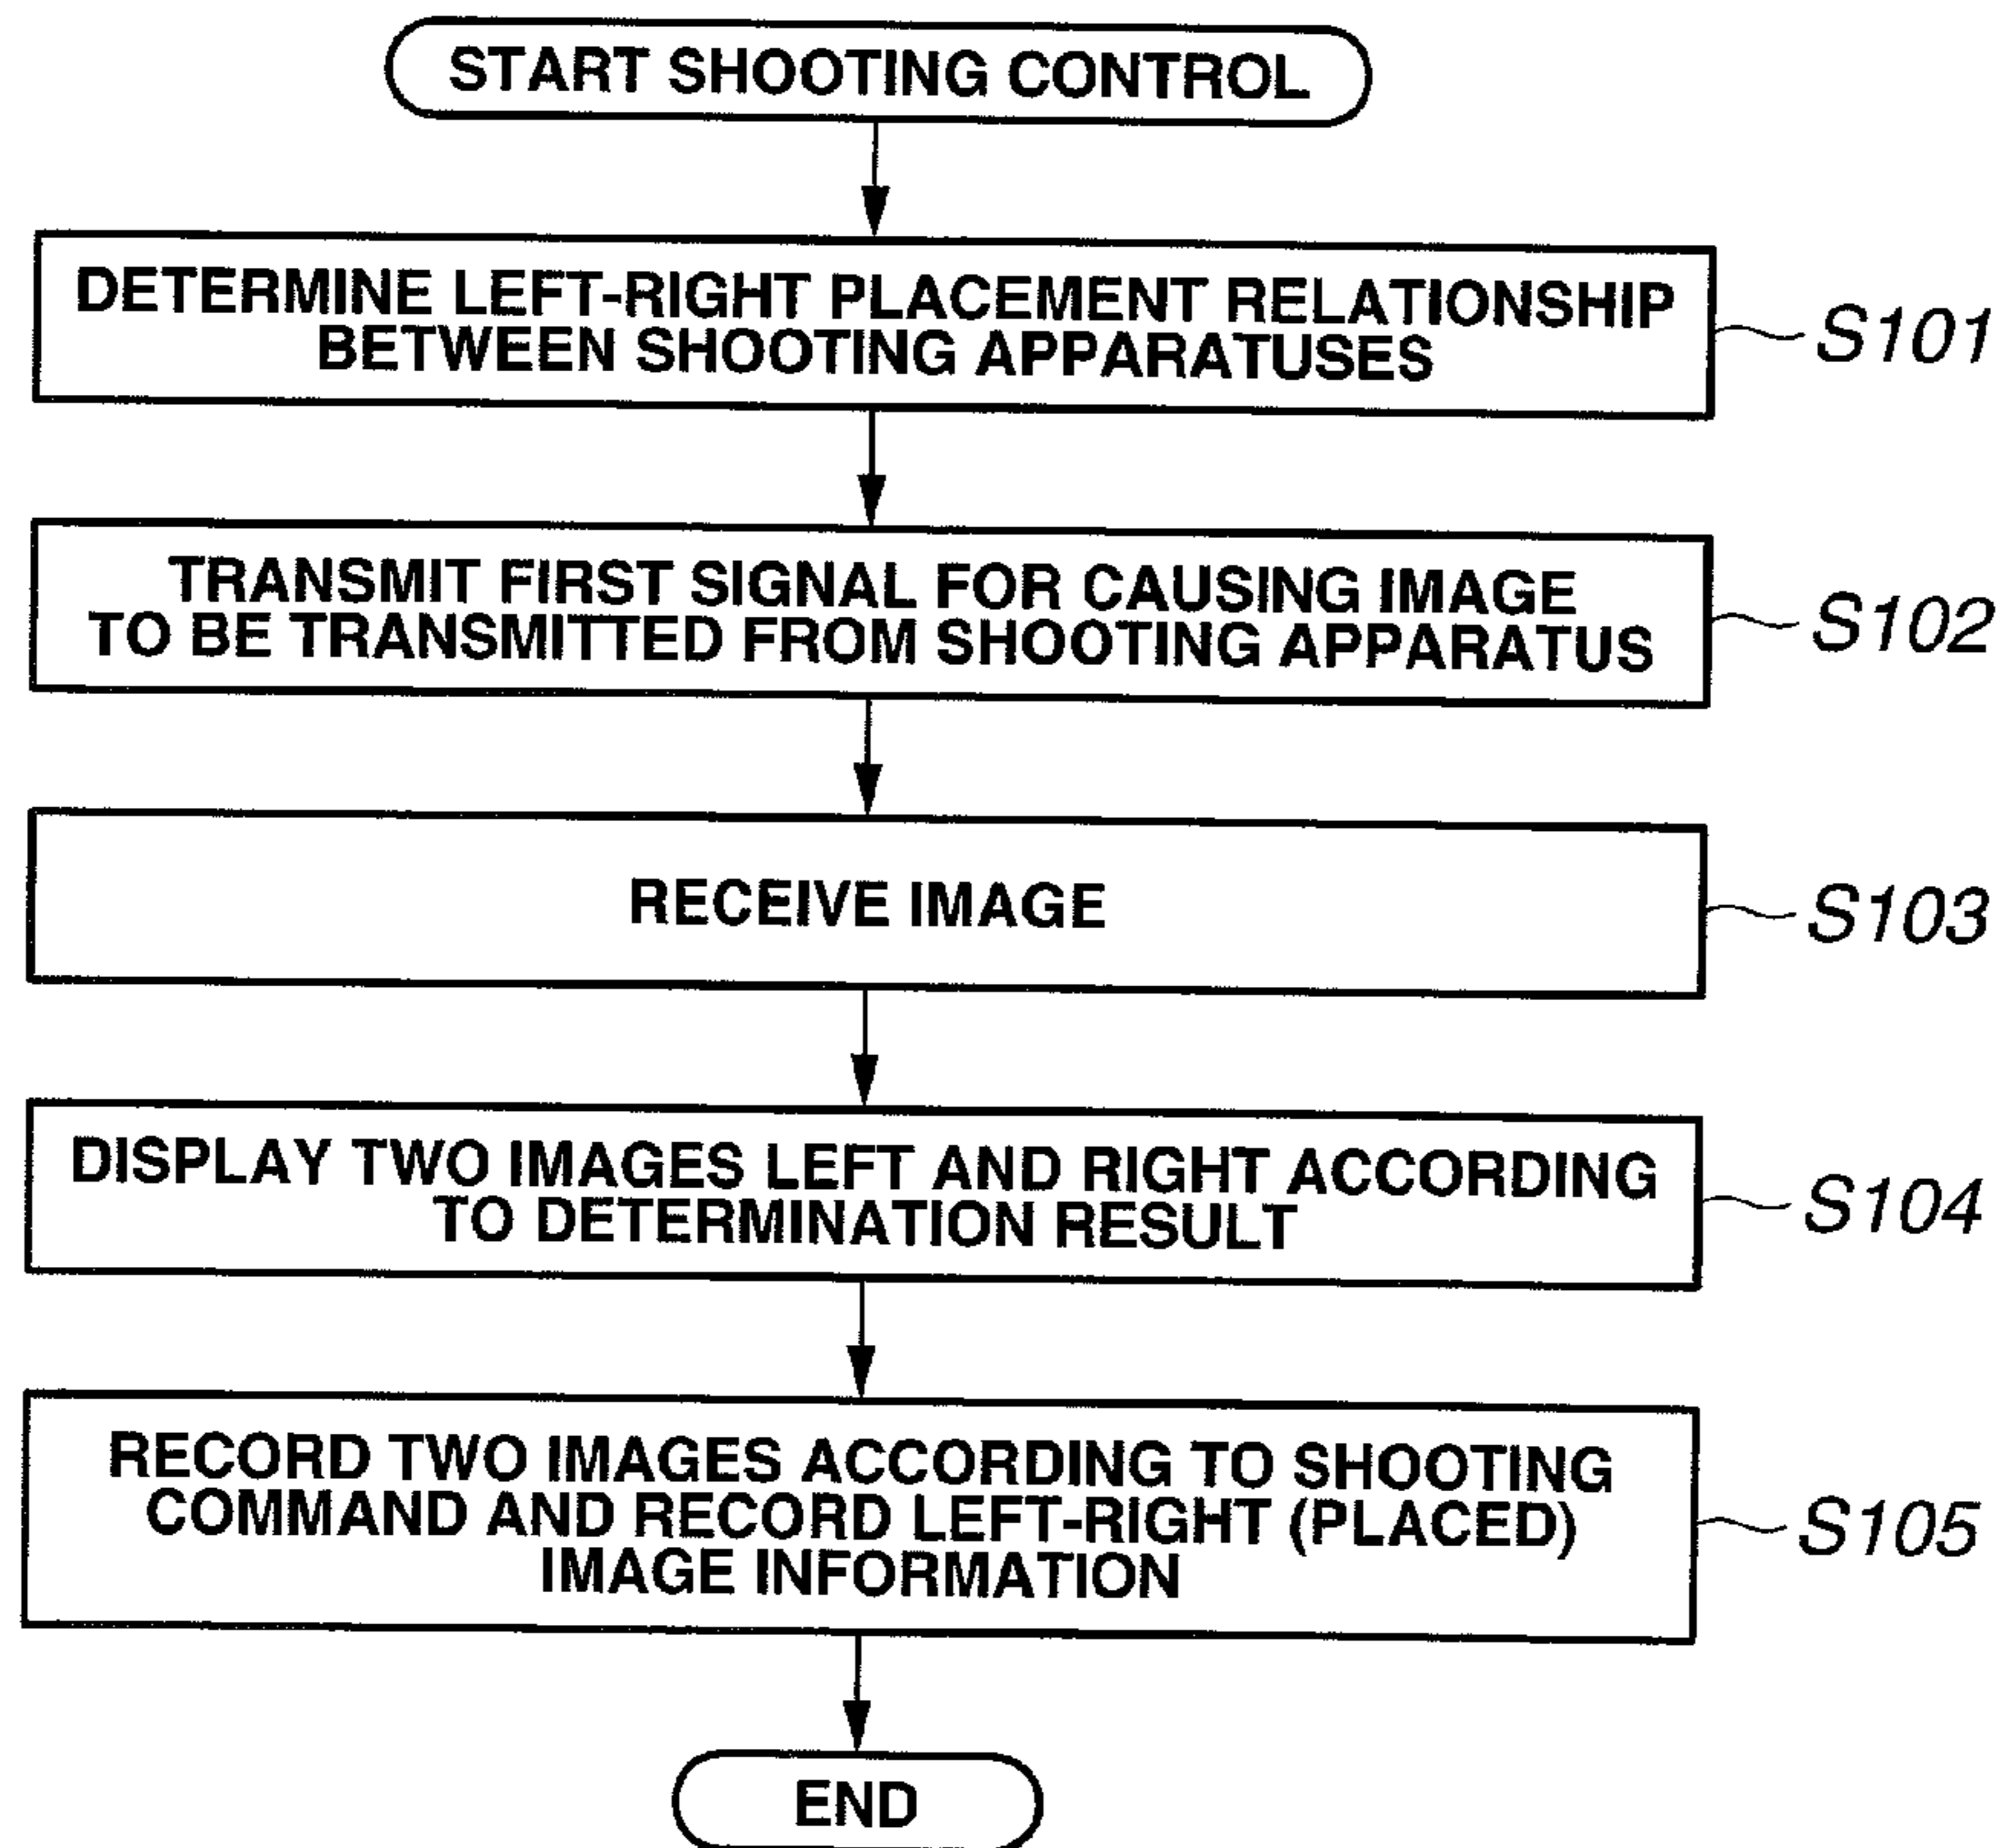 START SHOOTING CONTROL
DETERMINE LEFT-RIGHT PLACEMENT RELATIONSHIP
BETWEEN SHOOTING APPARATUSES
S101
TRANSMIT FIRST SIGNAL FOR CAUSING IMAGE
TO BE TRANSMITTED FROM SHOOTING APPARATUS
S102
RECEIVE IMAGE
S103
DISPLAY TWO IMAGES LEFT AND RIGHT ACCORDING
TO DETERMINATION RESULT
S104
RECORD TWO IMAGES ACCORDING TO SHOOTING
COMMAND AND RECORD LEFT-RIGHT (PLACED)
IMAGE INFORMATION
S105
END